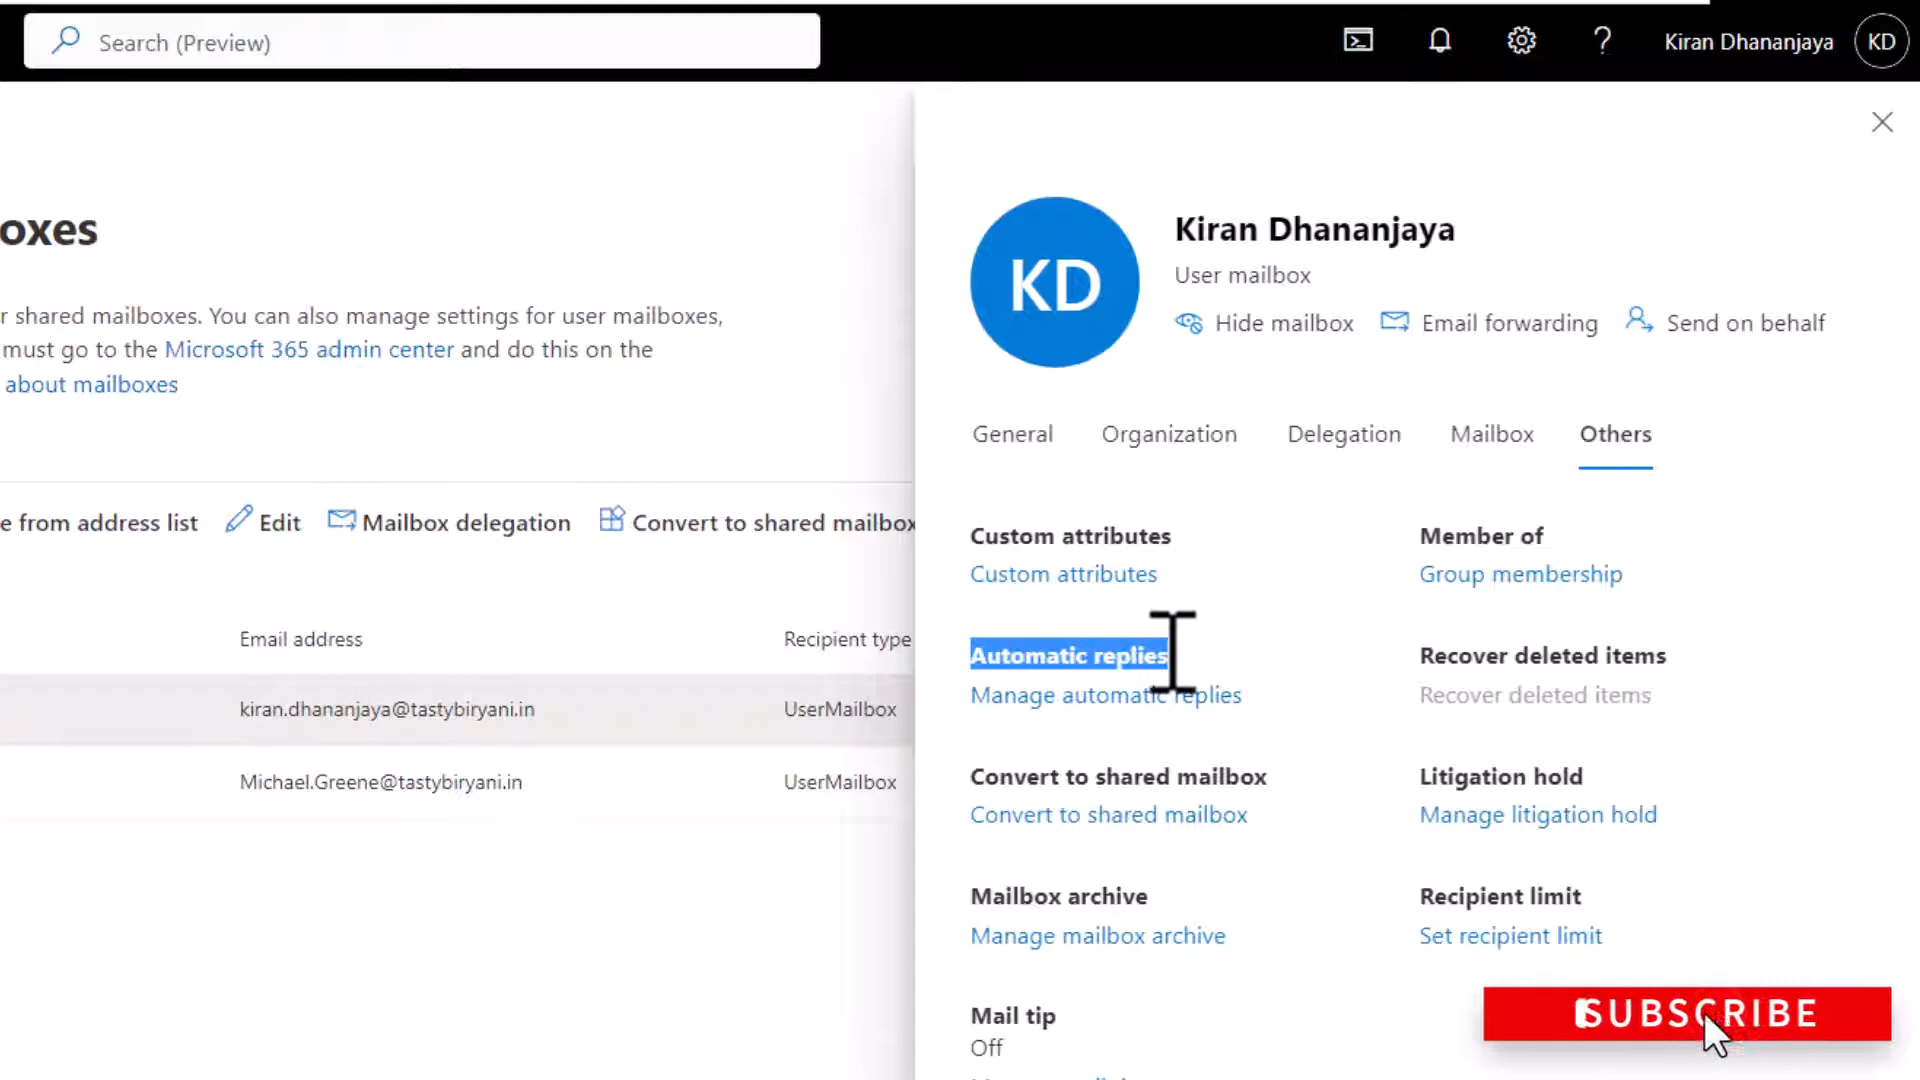 Search (Preview)
Kiran Dhananjaya
KD
oxes
r shared mailboxes. You can also manage settings for user mailboxes,
must go to the Microsoft 365 admin center and do this on the
about mailboxes
e from address list
Edit
Mailbox delegation
Convert to shared mailbox
Email address
Recipient type
kiran.dhananjaya@tastybiryani.in
UserMailbox
Michael.Greene@tastybiryani.in
UserMailbox
KD
Kiran Dhananjaya
User mailbox
Hide mailbox
Email forwarding
Send on behalf
General
Organization
Delegation
Mailbox
Others
Custom attributes
Custom attributes
Member of
Group membership
Automatic replies
Manage automatic replies
Recover deleted items
Recover deleted items
Convert to shared mailbox
Convert to shared mailbox
Litigation hold
Manage litigation hold
Mailbox archive
Manage mailbox archive
Recipient limit
Set recipient limit
Mail tip
Off
SUBSCRIBE